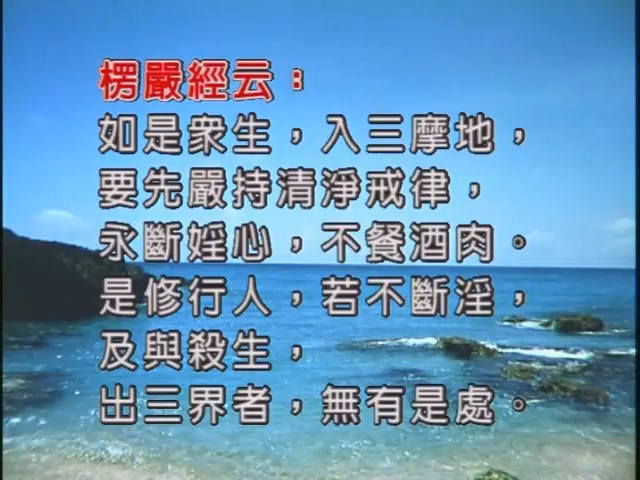 楞嚴經云：
如是衆生，入三摩地，
要先嚴持清淨戒律，
永斷婬心，不餐酒肉。
是修行人，若不斷淫，
及與殺生，
出三界者，無有是處。